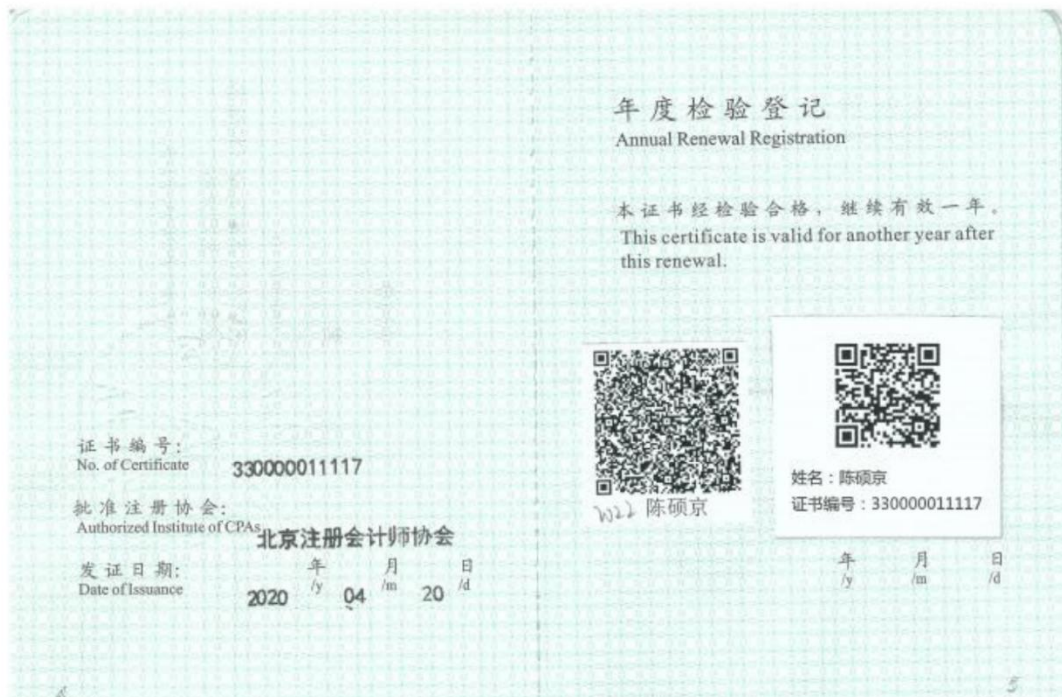 证书编号:
No. of Certificate 330000011117
批准注册协会:
Authorized Institute of CPAs 北京注册会计师协会
发证日期:
Date of Issuance 2020 年 /y 04 月 /m 20 日 /d
年度检验登记
Annual Renewal Registration
本证书经检验合格，继续有效一年。
This certificate is valid for another year after
this renewal.
2022 陈硕京
姓名：陈硕京
证书编号：330000011117
年 月 日
/y /m /d
5